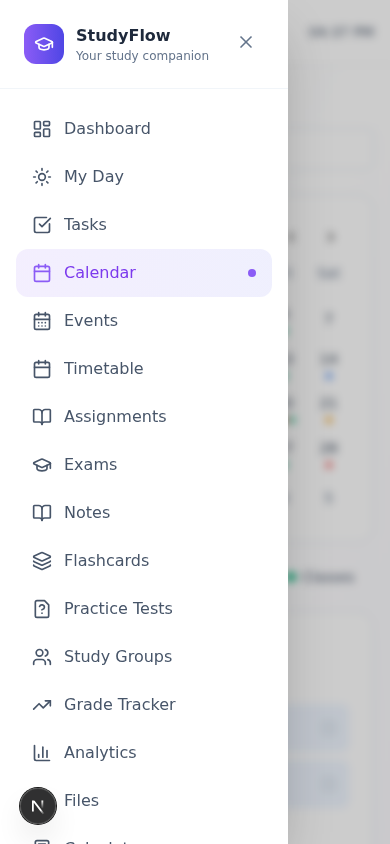 StudyFlow
Your study companion
Dashboard
My Day
Tasks
Calendar
Events
Timetable
Assignments
Exams
Notes
Flashcards
Practice Tests
Study Groups
Grade Tracker
Analytics
N
Files
Classes